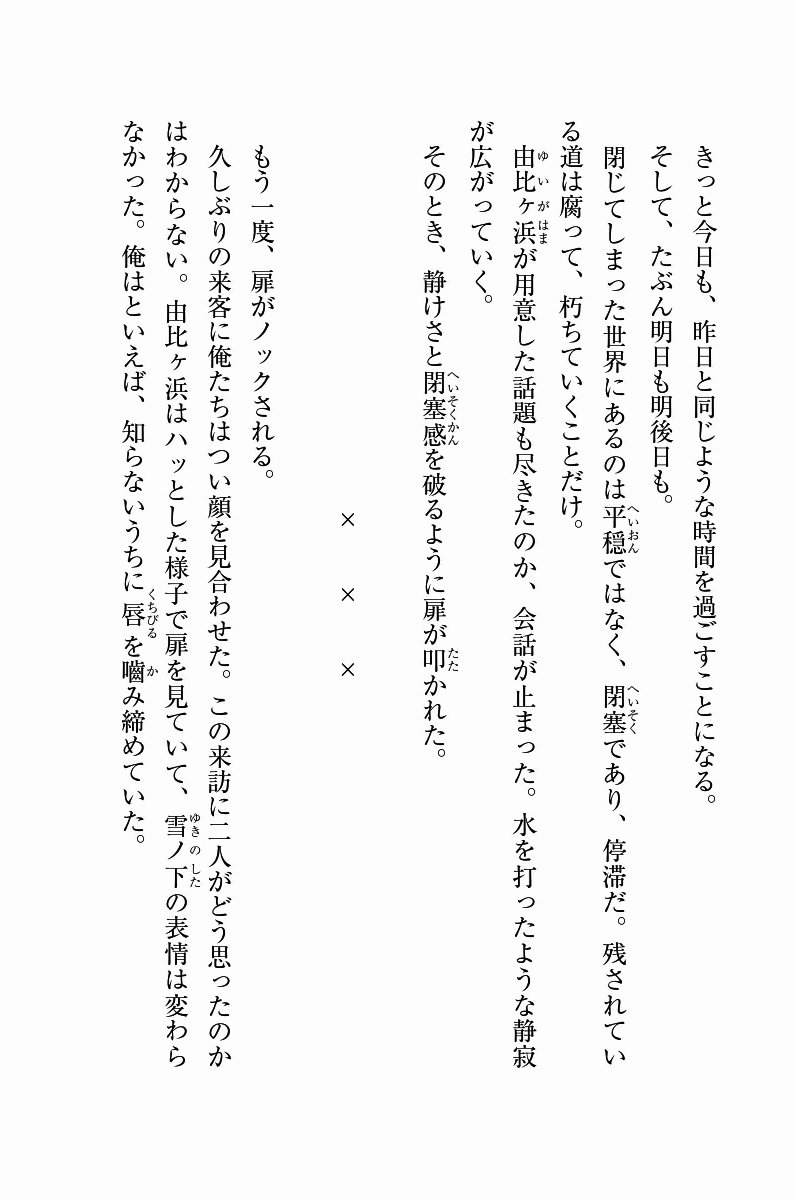 きっと今日も、昨日と同じような時間を過ごすことになる。
そして、たぶん明日も明後日も。
閉じてしまった世界にあるのは平穏ではなく、閉塞であり、停滞だ。残されてい
る道は腐って、朽ちていくことだけ。
由比ヶ浜が用意した話題も尽きたのか、会話が止まった。水を打ったような静寂
が広がっていく。
そのとき、静けさと閉塞感を破るように扉が叩かれた。
× × ×
もう一度、扉がノックされる。
久しぶりの来客に俺たちはつい顔を見合わせた。この来訪に二人がどう思ったのか
はわからない。由比ヶ浜はハッとした様子で扉を見ていて、雪ノ下の表情は変わら
なかった。俺はといえば、知らないうちに唇を嚙み締めていた。